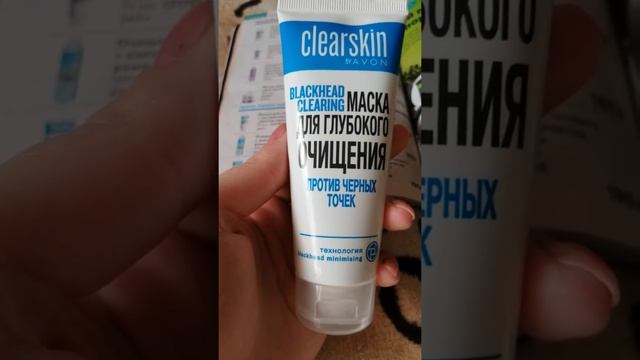 clearskin
BY AVON
BLACKHEAD
CLEARING МАСКА
ДЛЯ ГЛУБОКОГО
ОЧИЩЕНИЯ
ПРОТИВ ЧЕРНЫХ
ТОЧЕК
технология
blackhead minimising